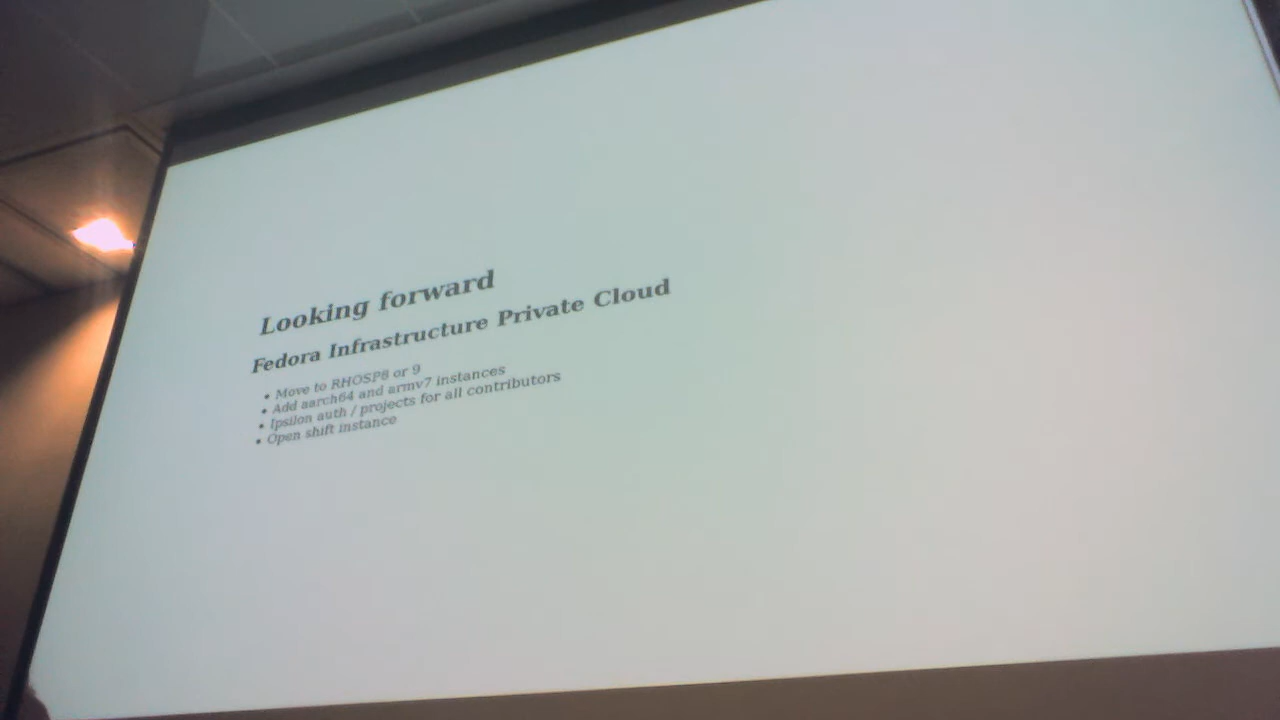 Looking forward
Fedora Infrastructure Private Cloud
• Move to RHOSP8 or 9
• Add aarch64 and armv7 instances
• Ipsilon auth / projects for all contributors
• Open shift instance